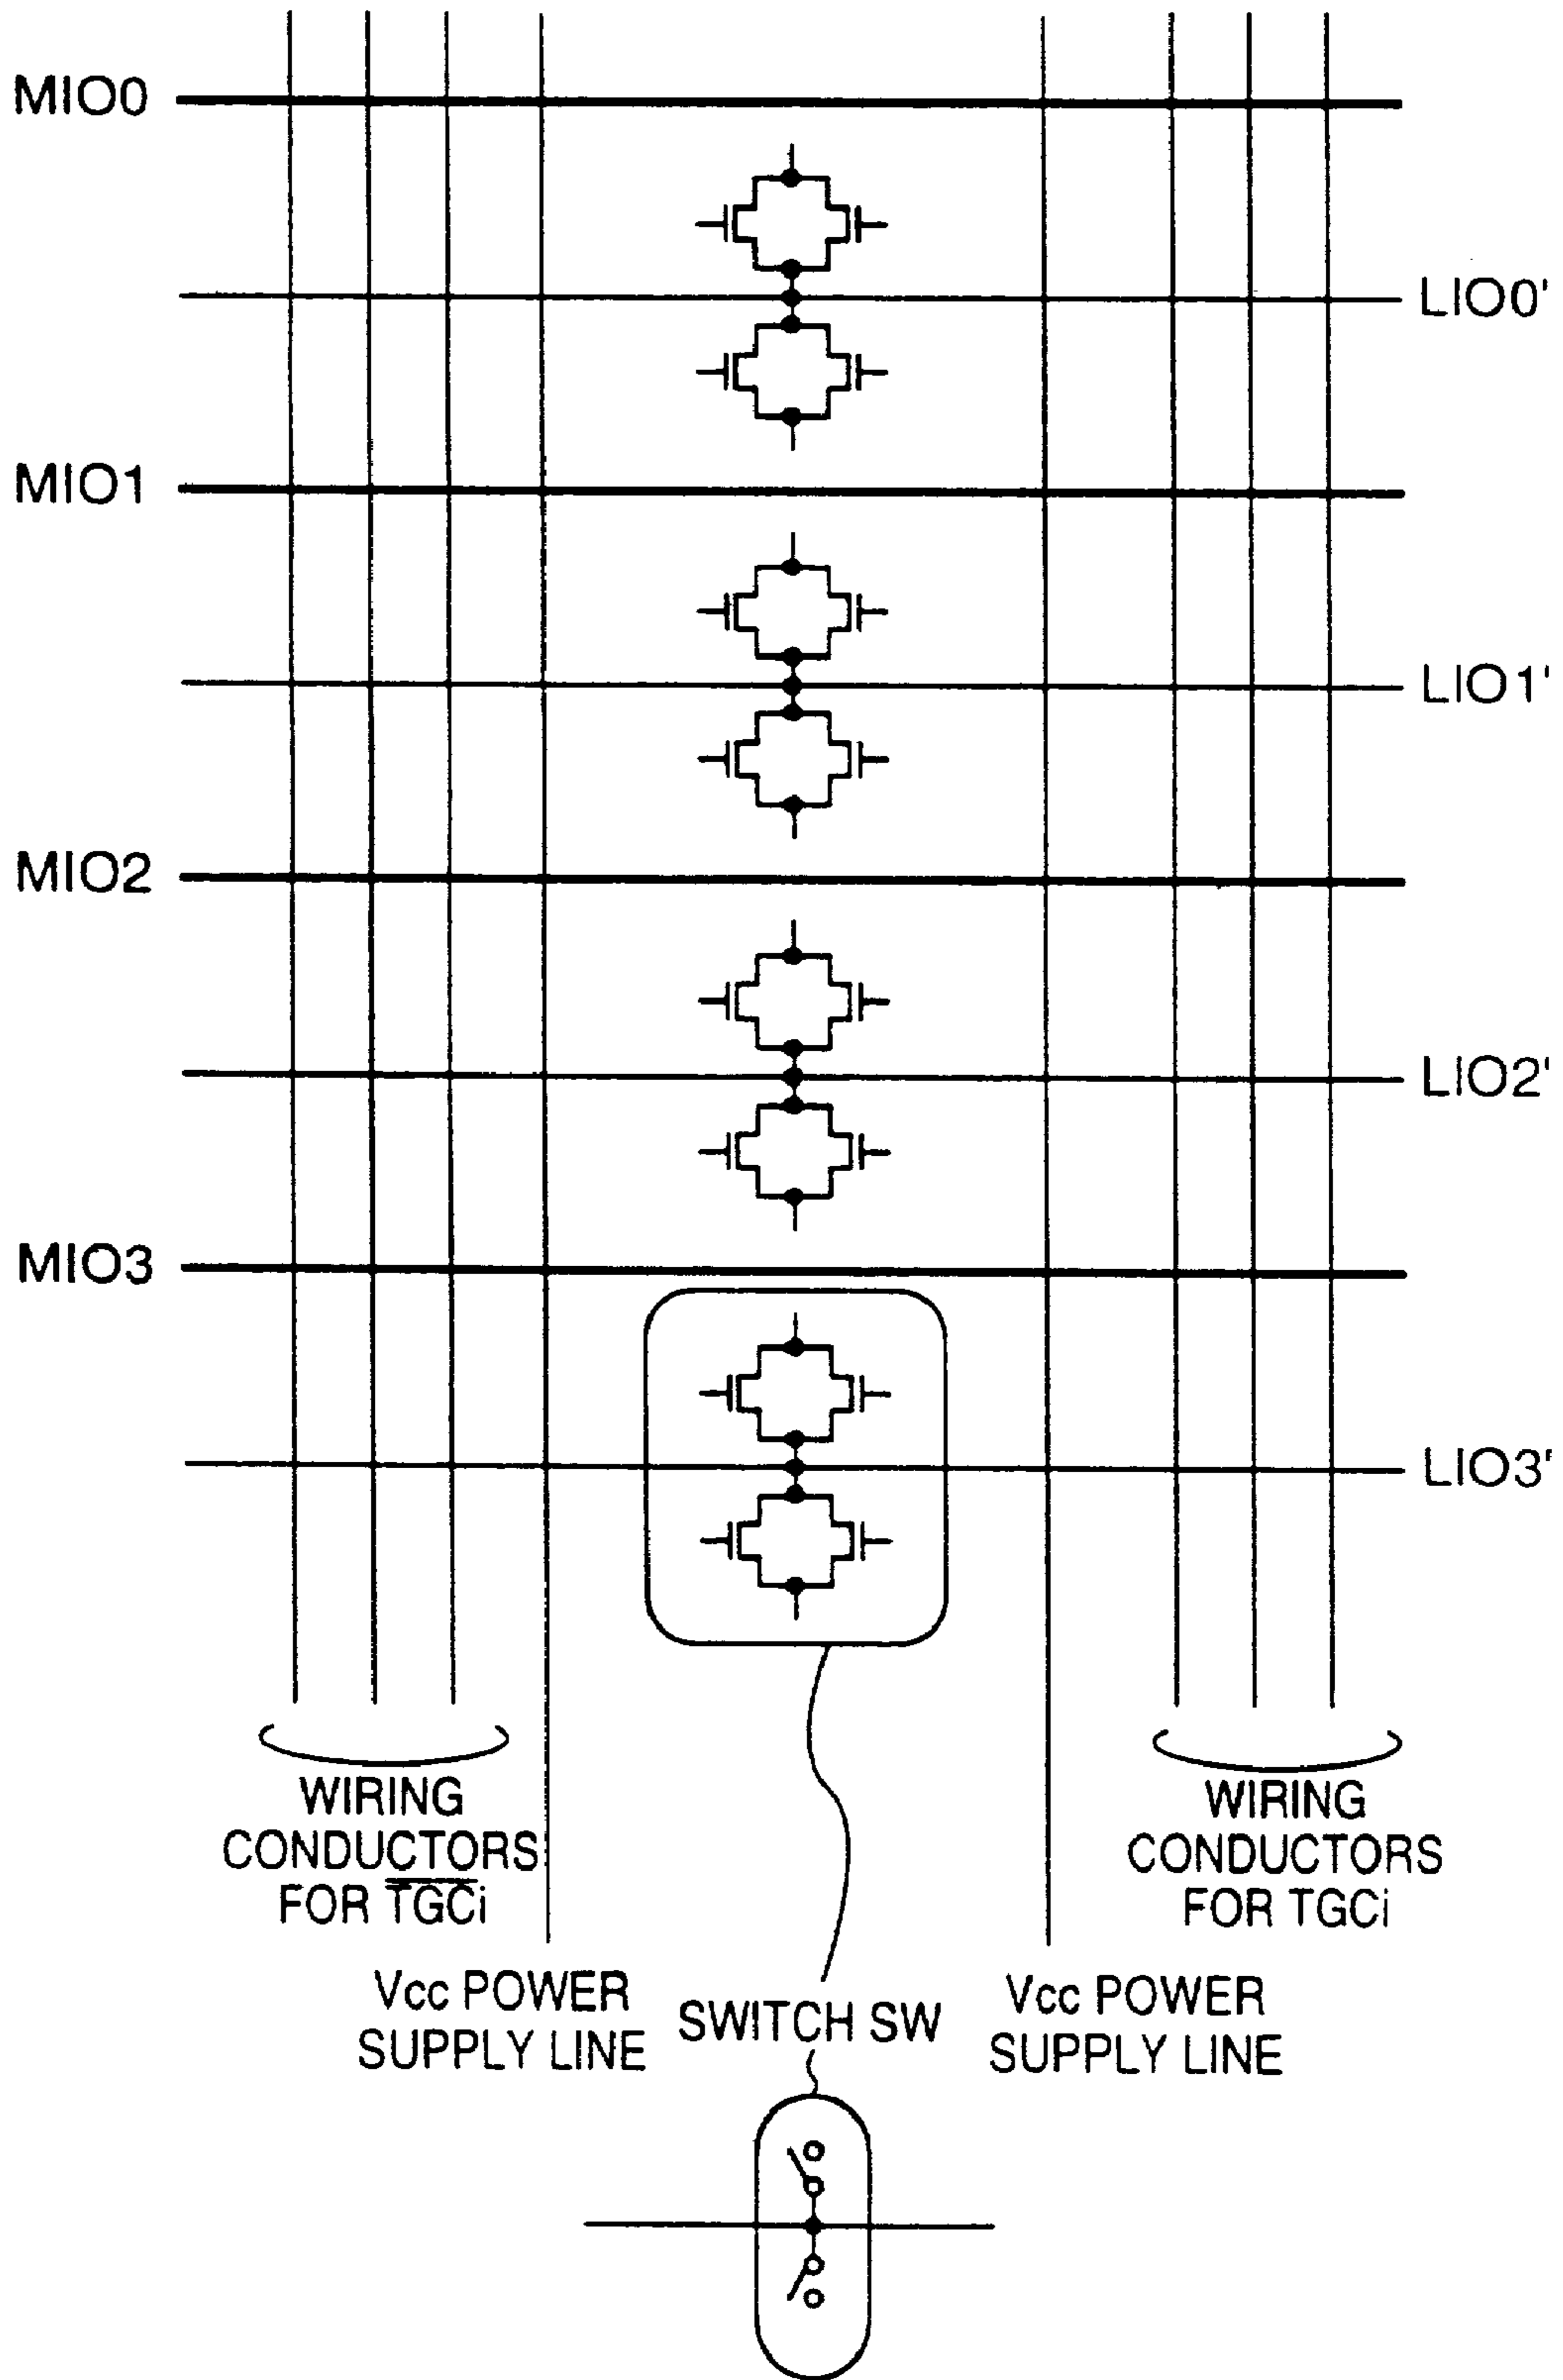 MIO0
LIO0'
MIO1
LIO1'
MIO2
LIO2'
MIO3
LIO3'
WIRING
CONDUCTORS
FOR T̅G̅C̅i
WIRING
CONDUCTORS
FOR TGCi
Vcc POWER
SUPPLY LINE
SWITCH SW
Vcc POWER
SUPPLY LINE